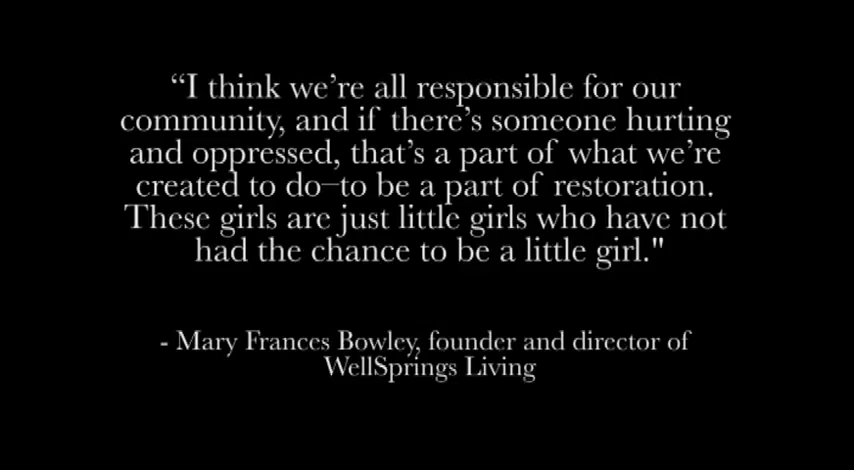 “I think we’re all responsible for our
community, and if there’s someone hurting
and oppressed, that’s a part of what we’re
created to do–to be a part of restoration.
These girls are just little girls who have not
had the chance to be a little girl."
- Mary Frances Bowley, founder and director of
WellSprings Living